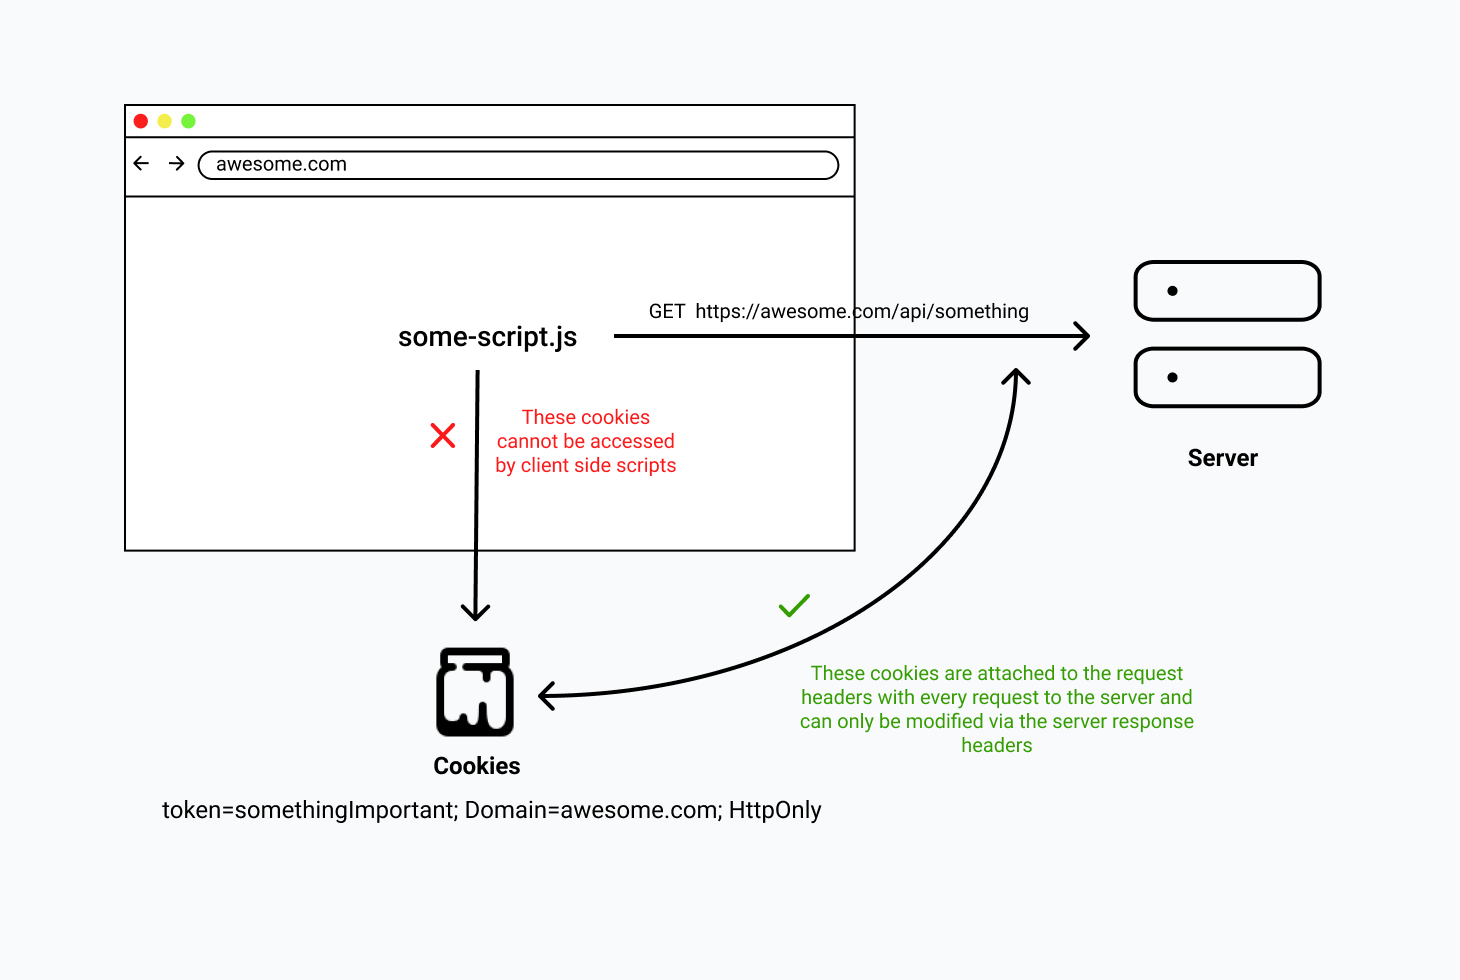 awesome.com
GET https://awesome.com/api/something
some-script.js
These cookies
cannot be accessed
by client side scripts
Server
These cookies are attached to the request
headers with every request to the server and
can only be modified via the server response
headers
Cookies
token=somethingImportant; Domain=awesome.com; HttpOnly